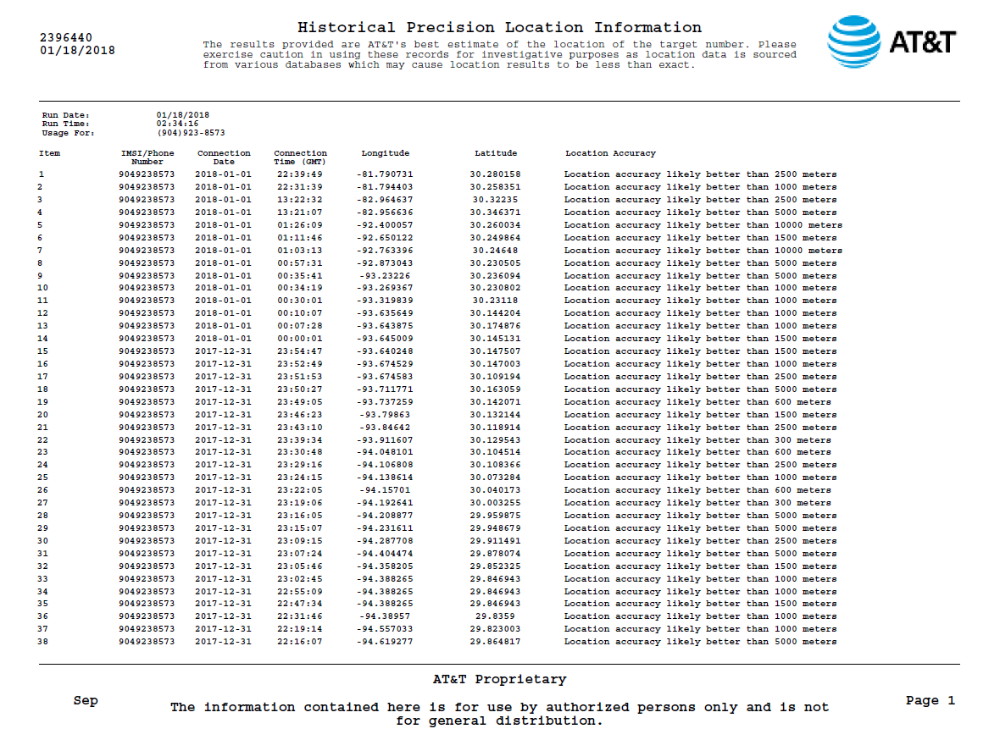 2396440
01/18/2018
Historical Precision Location Information
The results provided are AT&T's best estimate of the location of the target number. Please
exercise caution in using these records for investigative purposes as location data is sourced
from various databases which may cause location results to be less than exact.
AT&T
Run Date: 01/18/2018
Run Time: 02:34:16
Usage For: (904)923-8573
Item IMSI/Phone Connection Connection Longitude Latitude Location Accuracy
Number Date Time (GMT)
1 9049238573 2018-01-01 22:39:49 -81.790731 30.280158 Location accuracy likely better than 2500 meters
2 9049238573 2018-01-01 22:31:39 -81.794403 30.258351 Location accuracy likely better than 1000 meters
3 9049238573 2018-01-01 13:22:32 -82.964637 30.32235 Location accuracy likely better than 2500 meters
4 9049238573 2018-01-01 13:21:07 -82.956636 30.346371 Location accuracy likely better than 5000 meters
5 9049238573 2018-01-01 01:26:09 -92.400057 30.260034 Location accuracy likely better than 10000 meters
6 9049238573 2018-01-01 01:11:46 -92.650122 30.249864 Location accuracy likely better than 1500 meters
7 9049238573 2018-01-01 01:03:13 -92.763396 30.24648 Location accuracy likely better than 10000 meters
8 9049238573 2018-01-01 00:57:31 -92.873043 30.230505 Location accuracy likely better than 5000 meters
9 9049238573 2018-01-01 00:35:41 -93.23226 30.236094 Location accuracy likely better than 5000 meters
10 9049238573 2018-01-01 00:34:19 -93.269367 30.230802 Location accuracy likely better than 1000 meters
11 9049238573 2018-01-01 00:30:01 -93.319839 30.23118 Location accuracy likely better than 1000 meters
12 9049238573 2018-01-01 00:10:07 -93.635649 30.144204 Location accuracy likely better than 1000 meters
13 9049238573 2018-01-01 00:07:28 -93.643875 30.174876 Location accuracy likely better than 1000 meters
14 9049238573 2018-01-01 00:00:01 -93.645009 30.145131 Location accuracy likely better than 1500 meters
15 9049238573 2017-12-31 23:54:47 -93.640248 30.147507 Location accuracy likely better than 1500 meters
16 9049238573 2017-12-31 23:52:49 -93.674529 30.147003 Location accuracy likely better than 1000 meters
17 9049238573 2017-12-31 23:51:53 -93.674583 30.109194 Location accuracy likely better than 2500 meters
18 9049238573 2017-12-31 23:50:27 -93.711771 30.163059 Location accuracy likely better than 5000 meters
19 9049238573 2017-12-31 23:49:05 -93.737259 30.142071 Location accuracy likely better than 600 meters
20 9049238573 2017-12-31 23:46:23 -93.79863 30.132144 Location accuracy likely better than 1500 meters
21 9049238573 2017-12-31 23:43:10 -93.84642 30.118914 Location accuracy likely better than 2500 meters
22 9049238573 2017-12-31 23:39:34 -93.911607 30.129543 Location accuracy likely better than 300 meters
23 9049238573 2017-12-31 23:30:48 -94.048101 30.104514 Location accuracy likely better than 600 meters
24 9049238573 2017-12-31 23:29:16 -94.106808 30.108366 Location accuracy likely better than 2500 meters
25 9049238573 2017-12-31 23:24:15 -94.138614 30.073284 Location accuracy likely better than 1000 meters
26 9049238573 2017-12-31 23:22:05 -94.15701 30.040173 Location accuracy likely better than 600 meters
27 9049238573 2017-12-31 23:19:06 -94.192641 30.003255 Location accuracy likely better than 300 meters
28 9049238573 2017-12-31 23:16:05 -94.208877 29.959875 Location accuracy likely better than 5000 meters
29 9049238573 2017-12-31 23:15:07 -94.231611 29.948679 Location accuracy likely better than 5000 meters
30 9049238573 2017-12-31 23:09:15 -94.287708 29.911491 Location accuracy likely better than 2500 meters
31 9049238573 2017-12-31 23:07:24 -94.404474 29.878074 Location accuracy likely better than 5000 meters
32 9049238573 2017-12-31 23:05:46 -94.358205 29.852325 Location accuracy likely better than 1500 meters
33 9049238573 2017-12-31 23:02:45 -94.388265 29.846943 Location accuracy likely better than 1000 meters
34 9049238573 2017-12-31 22:55:09 -94.388265 29.846943 Location accuracy likely better than 1000 meters
35 9049238573 2017-12-31 22:47:34 -94.388265 29.846943 Location accuracy likely better than 1500 meters
36 9049238573 2017-12-31 22:31:46 -94.38957 29.8359 Location accuracy likely better than 1000 meters
37 9049238573 2017-12-31 22:19:14 -94.557033 29.823003 Location accuracy likely better than 1000 meters
38 9049238573 2017-12-31 22:16:07 -94.619277 29.864817 Location accuracy likely better than 5000 meters
AT&T Proprietary
Sep
The information contained here is for use by authorized persons only and is not
for general distribution.
Page 1